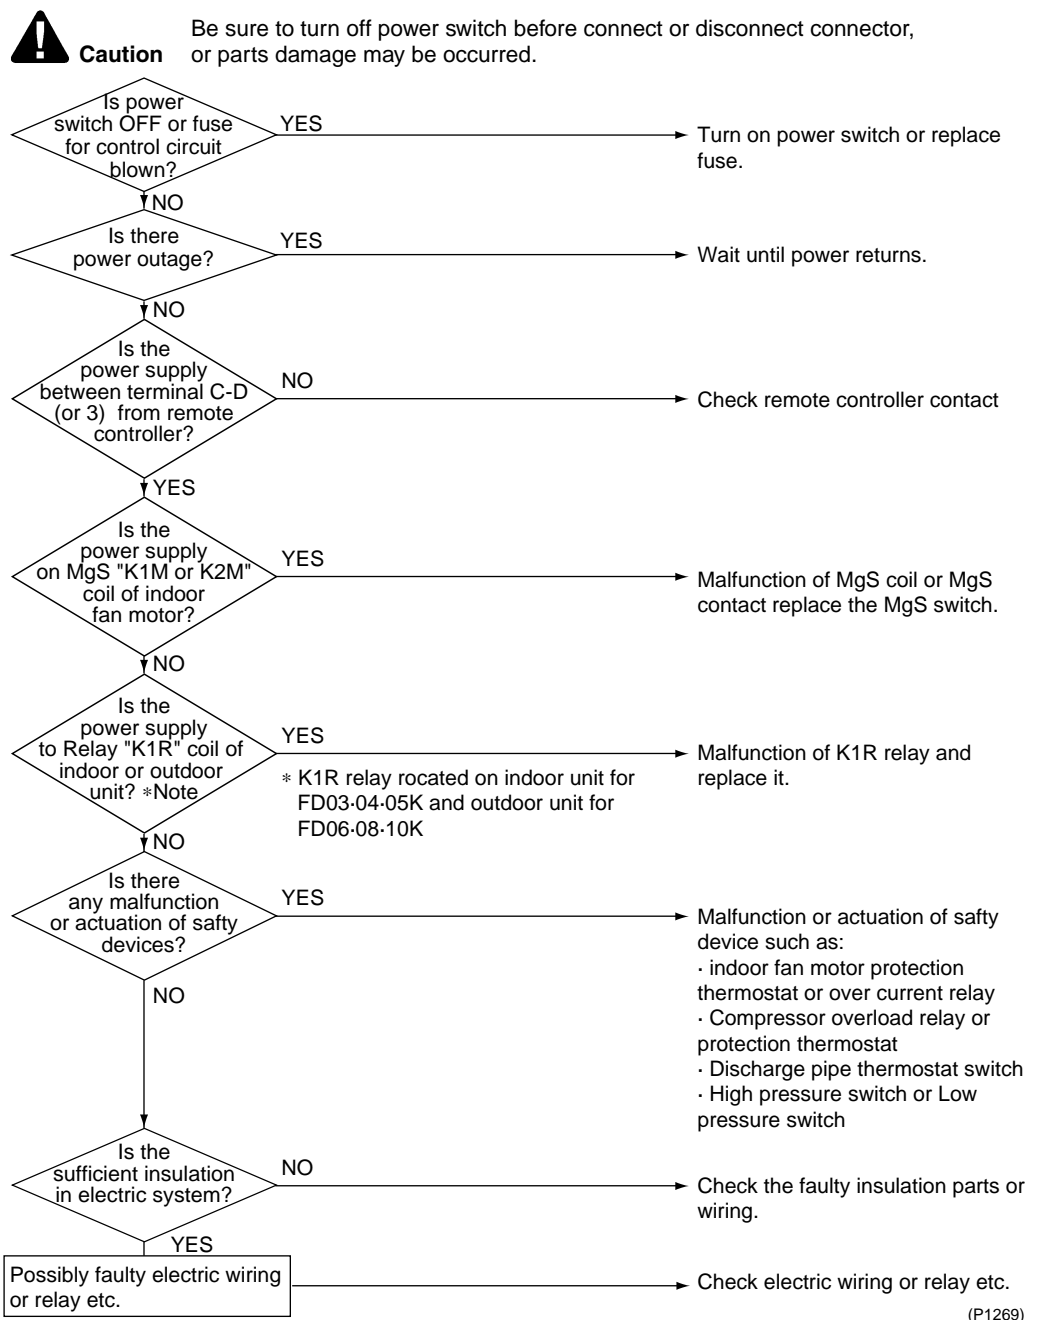 Be sure to turn off power switch before connect or disconnect connector,
Caution or parts damage may be occurred.
Is power
switch OFF or fuse
for control circuit
blown?
YES
Turn on power switch or replace
fuse.
NO
Is there
power outage?
YES
Wait until power returns.
NO
Is the
power supply
between terminal C-D
(or 3) from remote
controller?
NO
Check remote controller contact
YES
Is the
power supply
on MgS "K1M or K2M"
coil of indoor
fan motor?
YES
Malfunction of MgS coil or MgS
contact replace the MgS switch.
NO
Is the
power supply
to Relay "K1R" coil of
indoor or outdoor
unit? *Note
YES
Malfunction of K1R relay and
replace it.
* K1R relay rocated on indoor unit for
FD03·04·05K and outdoor unit for
FD06·08·10K
NO
Is there
any malfunction
or actuation of safty
devices?
YES
Malfunction or actuation of safty
device such as:
· indoor fan motor protection
thermostat or over current relay
· Compressor overload relay or
protection thermostat
· Discharge pipe thermostat switch
· High pressure switch or Low
pressure switch
NO
Is the
sufficient insulation
in electric system?
NO
Check the faulty insulation parts or
wiring.
YES
Possibly faulty electric wiring
or relay etc.
Check electric wiring or relay etc.
(P1269)